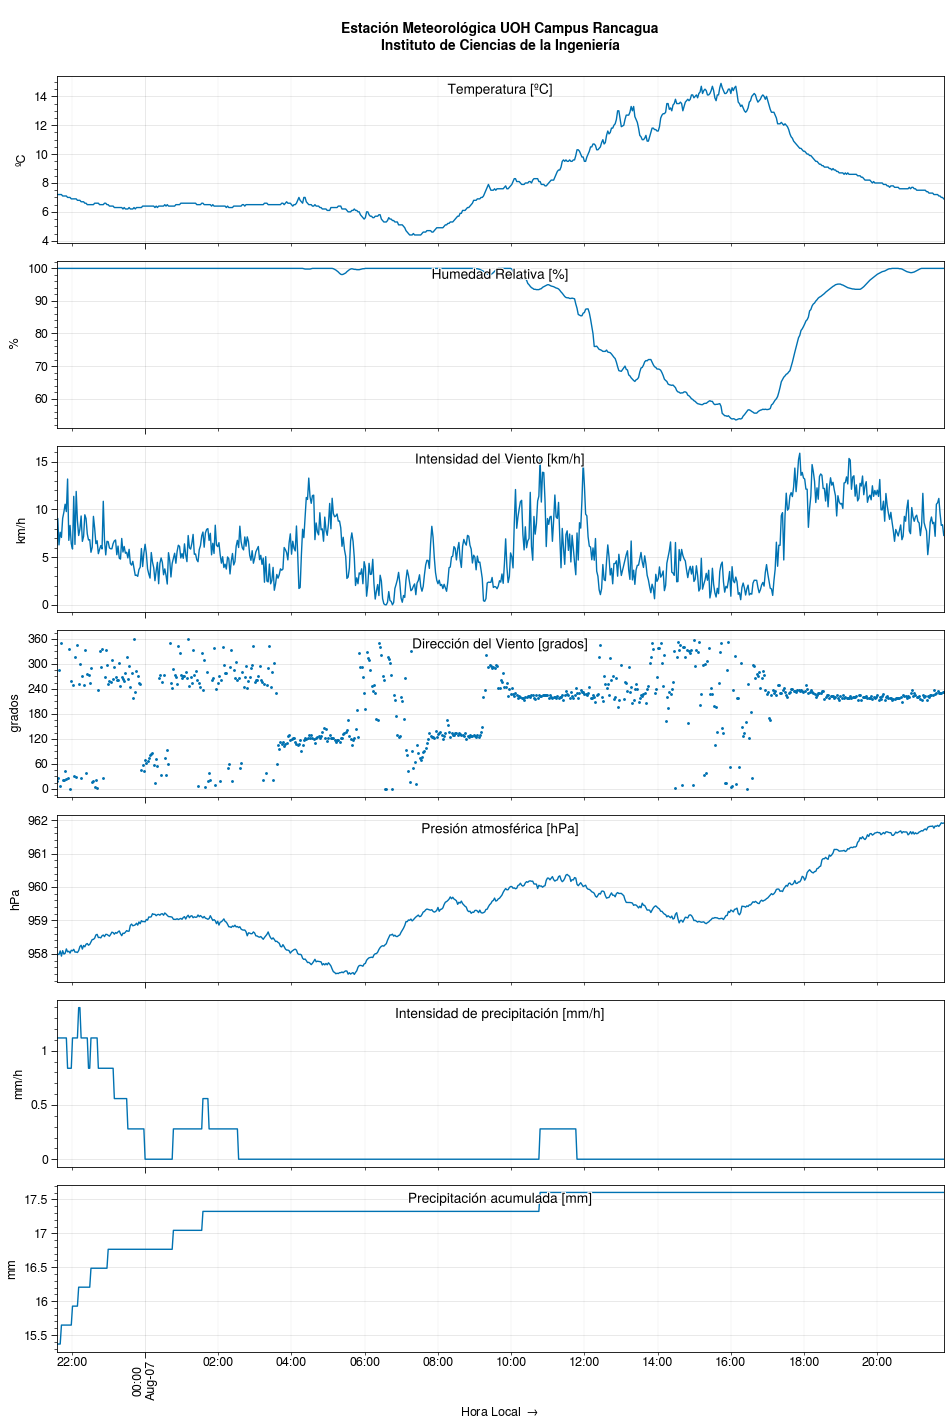 Estación Meteorológica UOH Campus Rancagua
Instituto de Ciencias de la Ingeniería
Temperatura [ºC]
14
12
10
8
6
4
ºC
Humedad Relativa [%]
100
90
80
70
60
%
Intensidad del Viento [km/h]
15
10
5
0
km/h
Dirección del Viento [grados]
360
300
240
180
120
60
0
grados
Presión atmosférica [hPa]
962
961
960
959
958
hPa
Intensidad de precipitación [mm/h]
1
0.5
0
mm/h
Precipitación acumulada [mm]
17.5
17
16.5
16
15.5
mm
22:00
00:00
Aug-07
02:00
04:00
06:00
08:00
10:00
12:00
14:00
16:00
18:00
20:00
Hora Local →